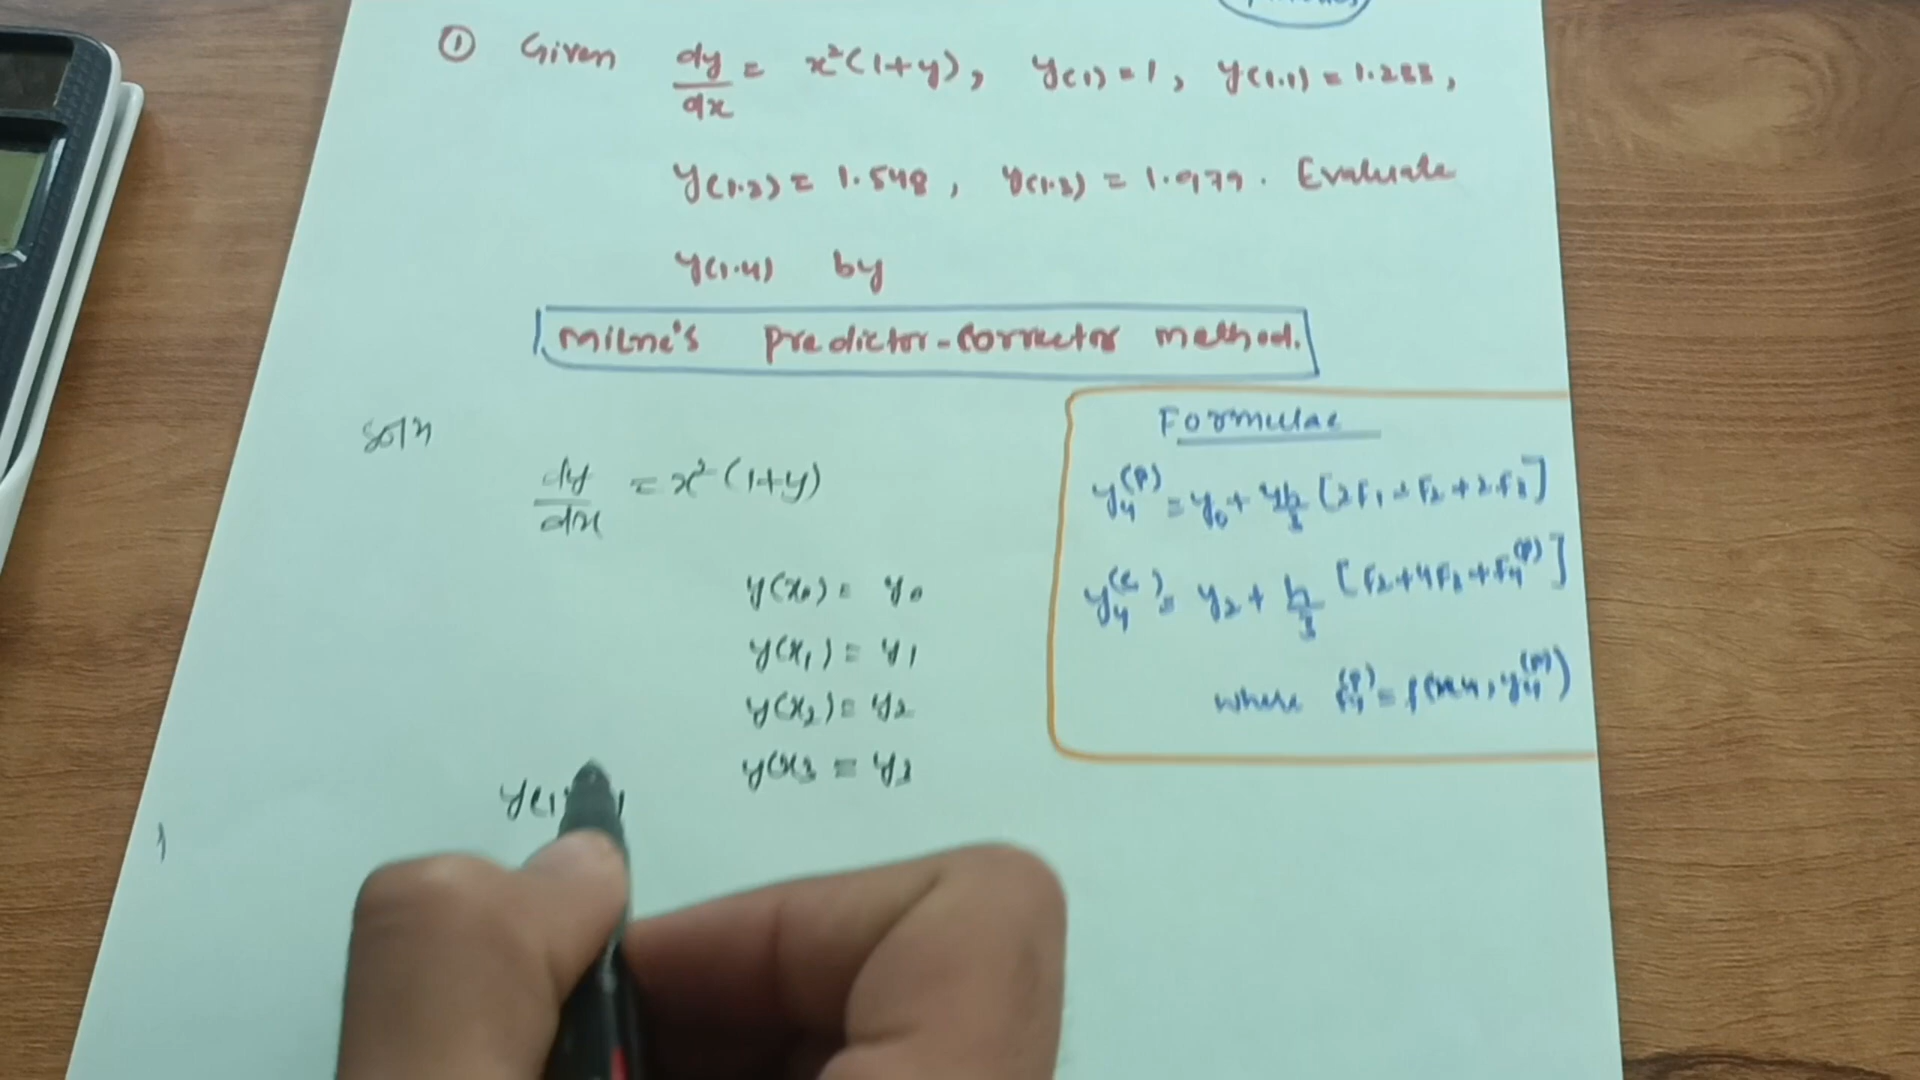 ① Given dy/dx = x²(1+y), y(1) = 1, y(1.1) = 1.233,
y(1.2) = 1.548, y(1.3) = 1.979. Evaluate
y(1.4) by
Milne's Predictor-Corrector method.
Soln
dy/dx = x²(1+y)
y(x₀) = y₀
y(x₁) = y₁
y(x₂) = y₂
y(x₃ = y₃
y(1
1
Formulae
y₄⁽ᴾ⁾ = y₀ + 4h/3 [2F₁ - F₂ + 2F₃]
y₄⁽ᶜ⁾ = y₂ + h/3 [F₂+4F₃+F₄⁽ᴾ⁾]
where F₄⁽ᴾ⁾ = f(x₄, y₄⁽ᴾ⁾)